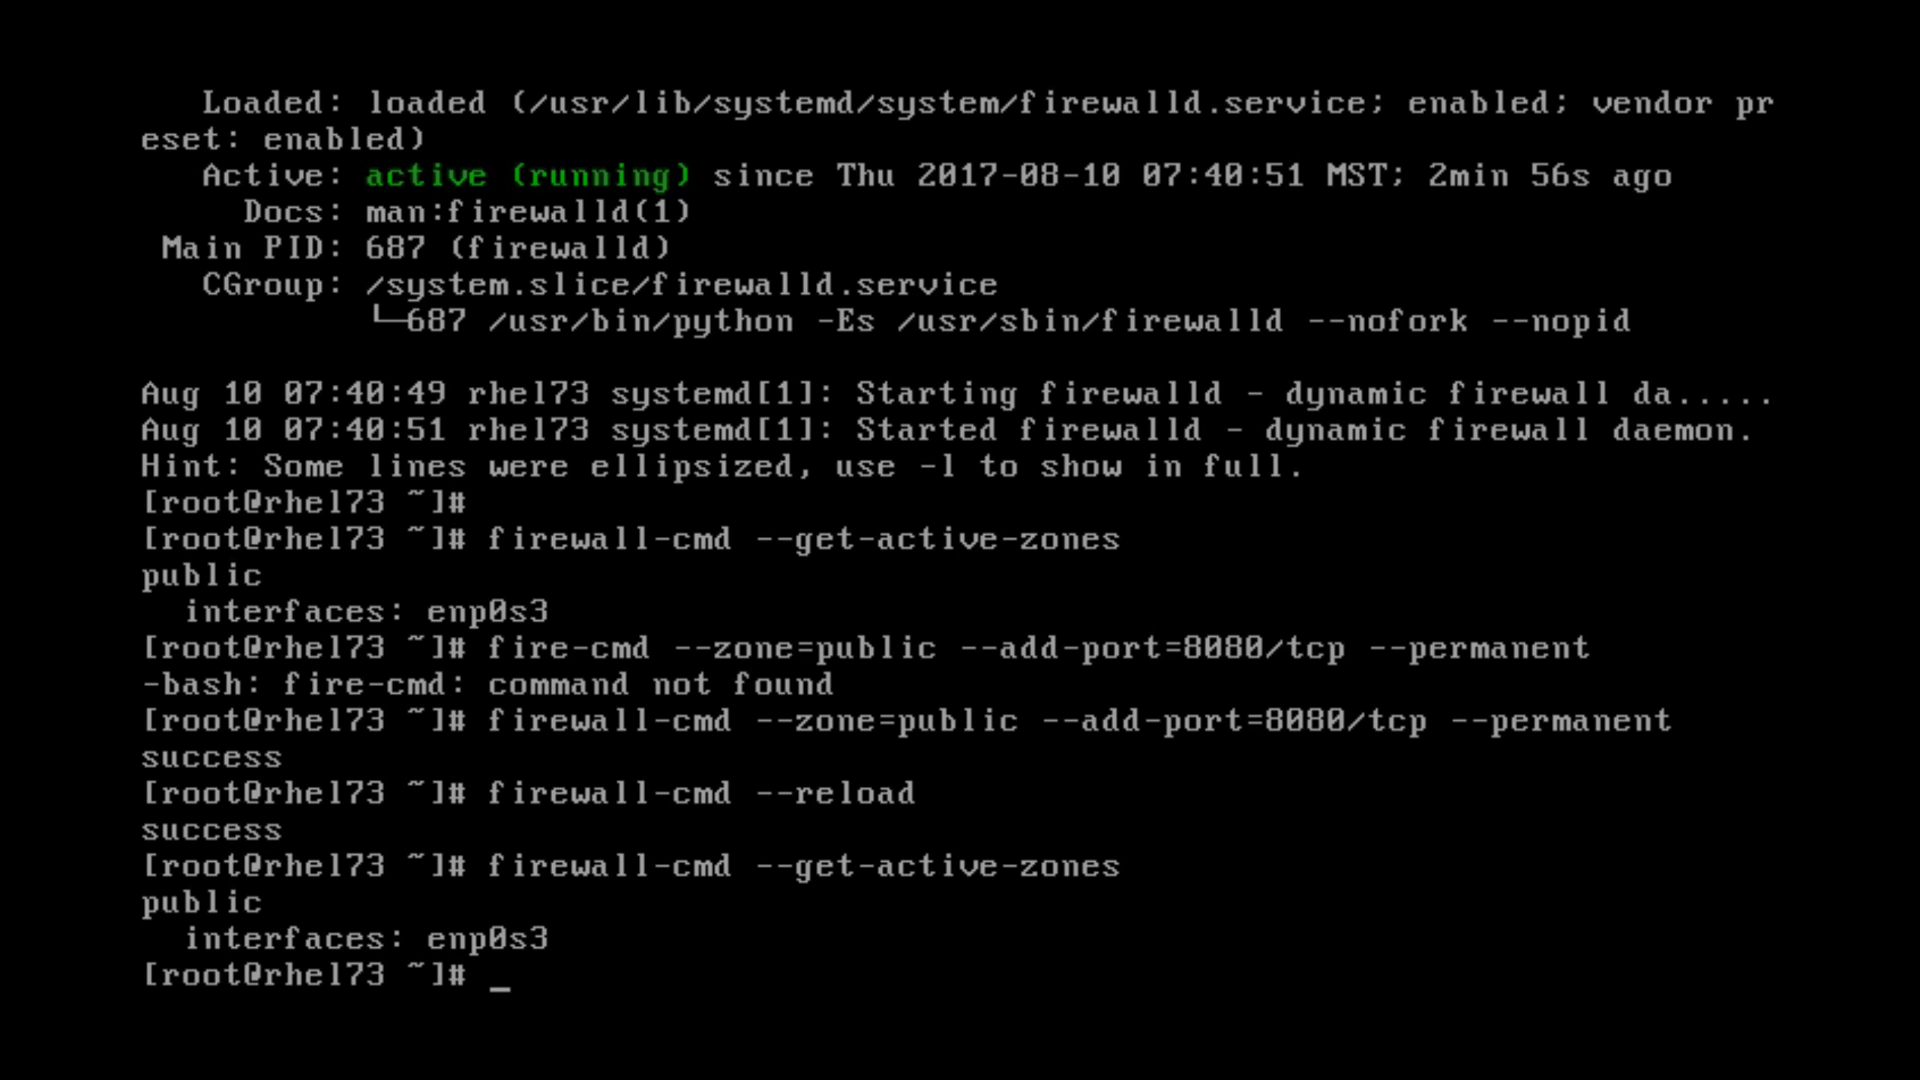 Loaded: loaded (/usr/lib/systemd/system/firewalld.service; enabled; vendor pr
eset: enabled)
Active: active (running) since Thu 2017-08-10 07:40:51 MST; 2min 56s ago
Docs: man:firewalld(1)
Main PID: 687 (firewalld)
CGroup: /system.slice/firewalld.service
└─687 /usr/bin/python -Es /usr/sbin/firewalld --nofork --nopid
Aug 10 07:40:49 rhel73 systemd[1]: Starting firewalld - dynamic firewall da.....
Aug 10 07:40:51 rhel73 systemd[1]: Started firewalld - dynamic firewall daemon.
Hint: Some lines were ellipsized, use -l to show in full.
[root@rhel73 ~]#
[root@rhel73 ~]# firewall-cmd --get-active-zones
public
interfaces: enp0s3
[root@rhel73 ~]# fire-cmd --zone=public --add-port=8080/tcp --permanent
-bash: fire-cmd: command not found
[root@rhel73 ~]# firewall-cmd --zone=public --add-port=8080/tcp --permanent
success
[root@rhel73 ~]# firewall-cmd --reload
success
[root@rhel73 ~]# firewall-cmd --get-active-zones
public
interfaces: enp0s3
[root@rhel73 ~]# _